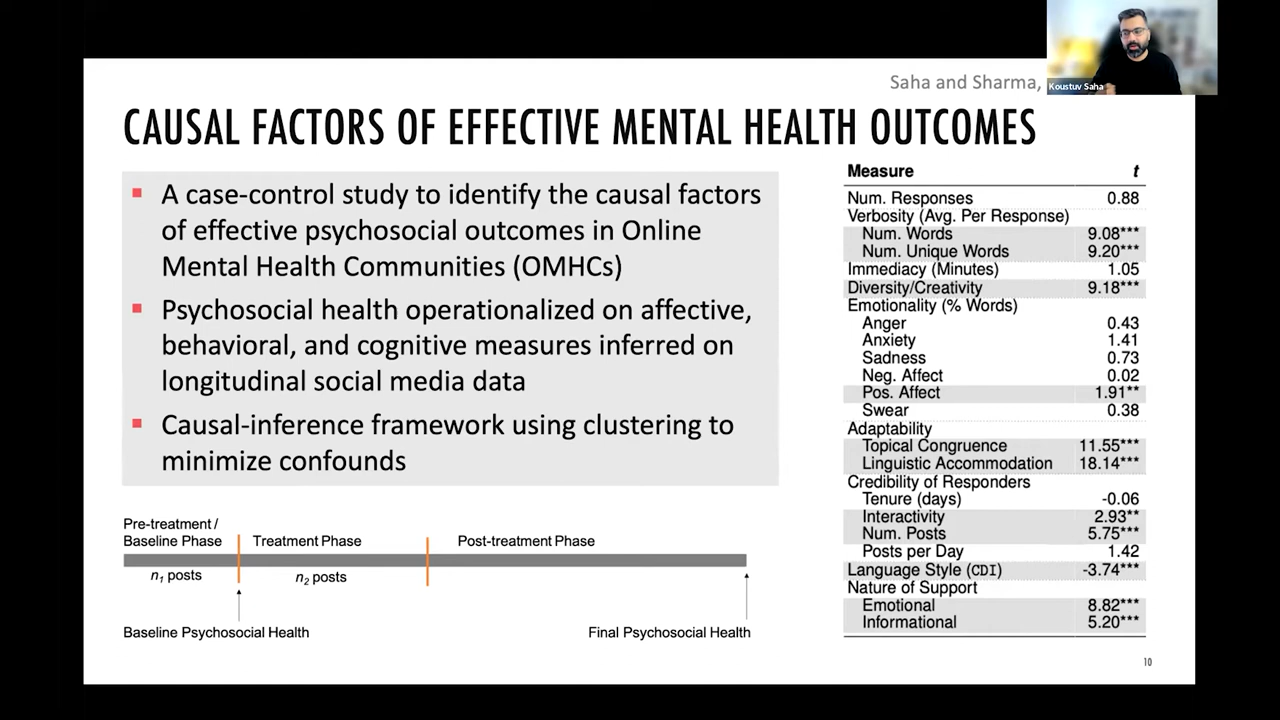 Saha and Sharma,
Koustuv Saha
CAUSAL FACTORS OF EFFECTIVE MENTAL HEALTH OUTCOMES
▪ A case-control study to identify the causal factors
of effective psychosocial outcomes in Online
Mental Health Communities (OMHCs)
▪ Psychosocial health operationalized on affective,
behavioral, and cognitive measures inferred on
longitudinal social media data
▪ Causal-inference framework using clustering to
minimize confounds
Pre-treatment /
Baseline Phase Treatment Phase Post-treatment Phase
n₁ posts n₂ posts
Baseline Psychosocial Health Final Psychosocial Health
Measure t
Num. Responses 0.88
Verbosity (Avg. Per Response)
Num. Words 9.08***
Num. Unique Words 9.20***
Immediacy (Minutes) 1.05
Diversity/Creativity 9.18***
Emotionality (% Words)
Anger 0.43
Anxiety 1.41
Sadness 0.73
Neg. Affect 0.02
Pos. Affect 1.91**
Swear 0.38
Adaptability
Topical Congruence 11.55***
Linguistic Accommodation 18.14***
Credibility of Responders
Tenure (days) -0.06
Interactivity 2.93**
Num. Posts 5.75***
Posts per Day 1.42
Language Style (CDI) -3.74***
Nature of Support
Emotional 8.82***
Informational 5.20***
10